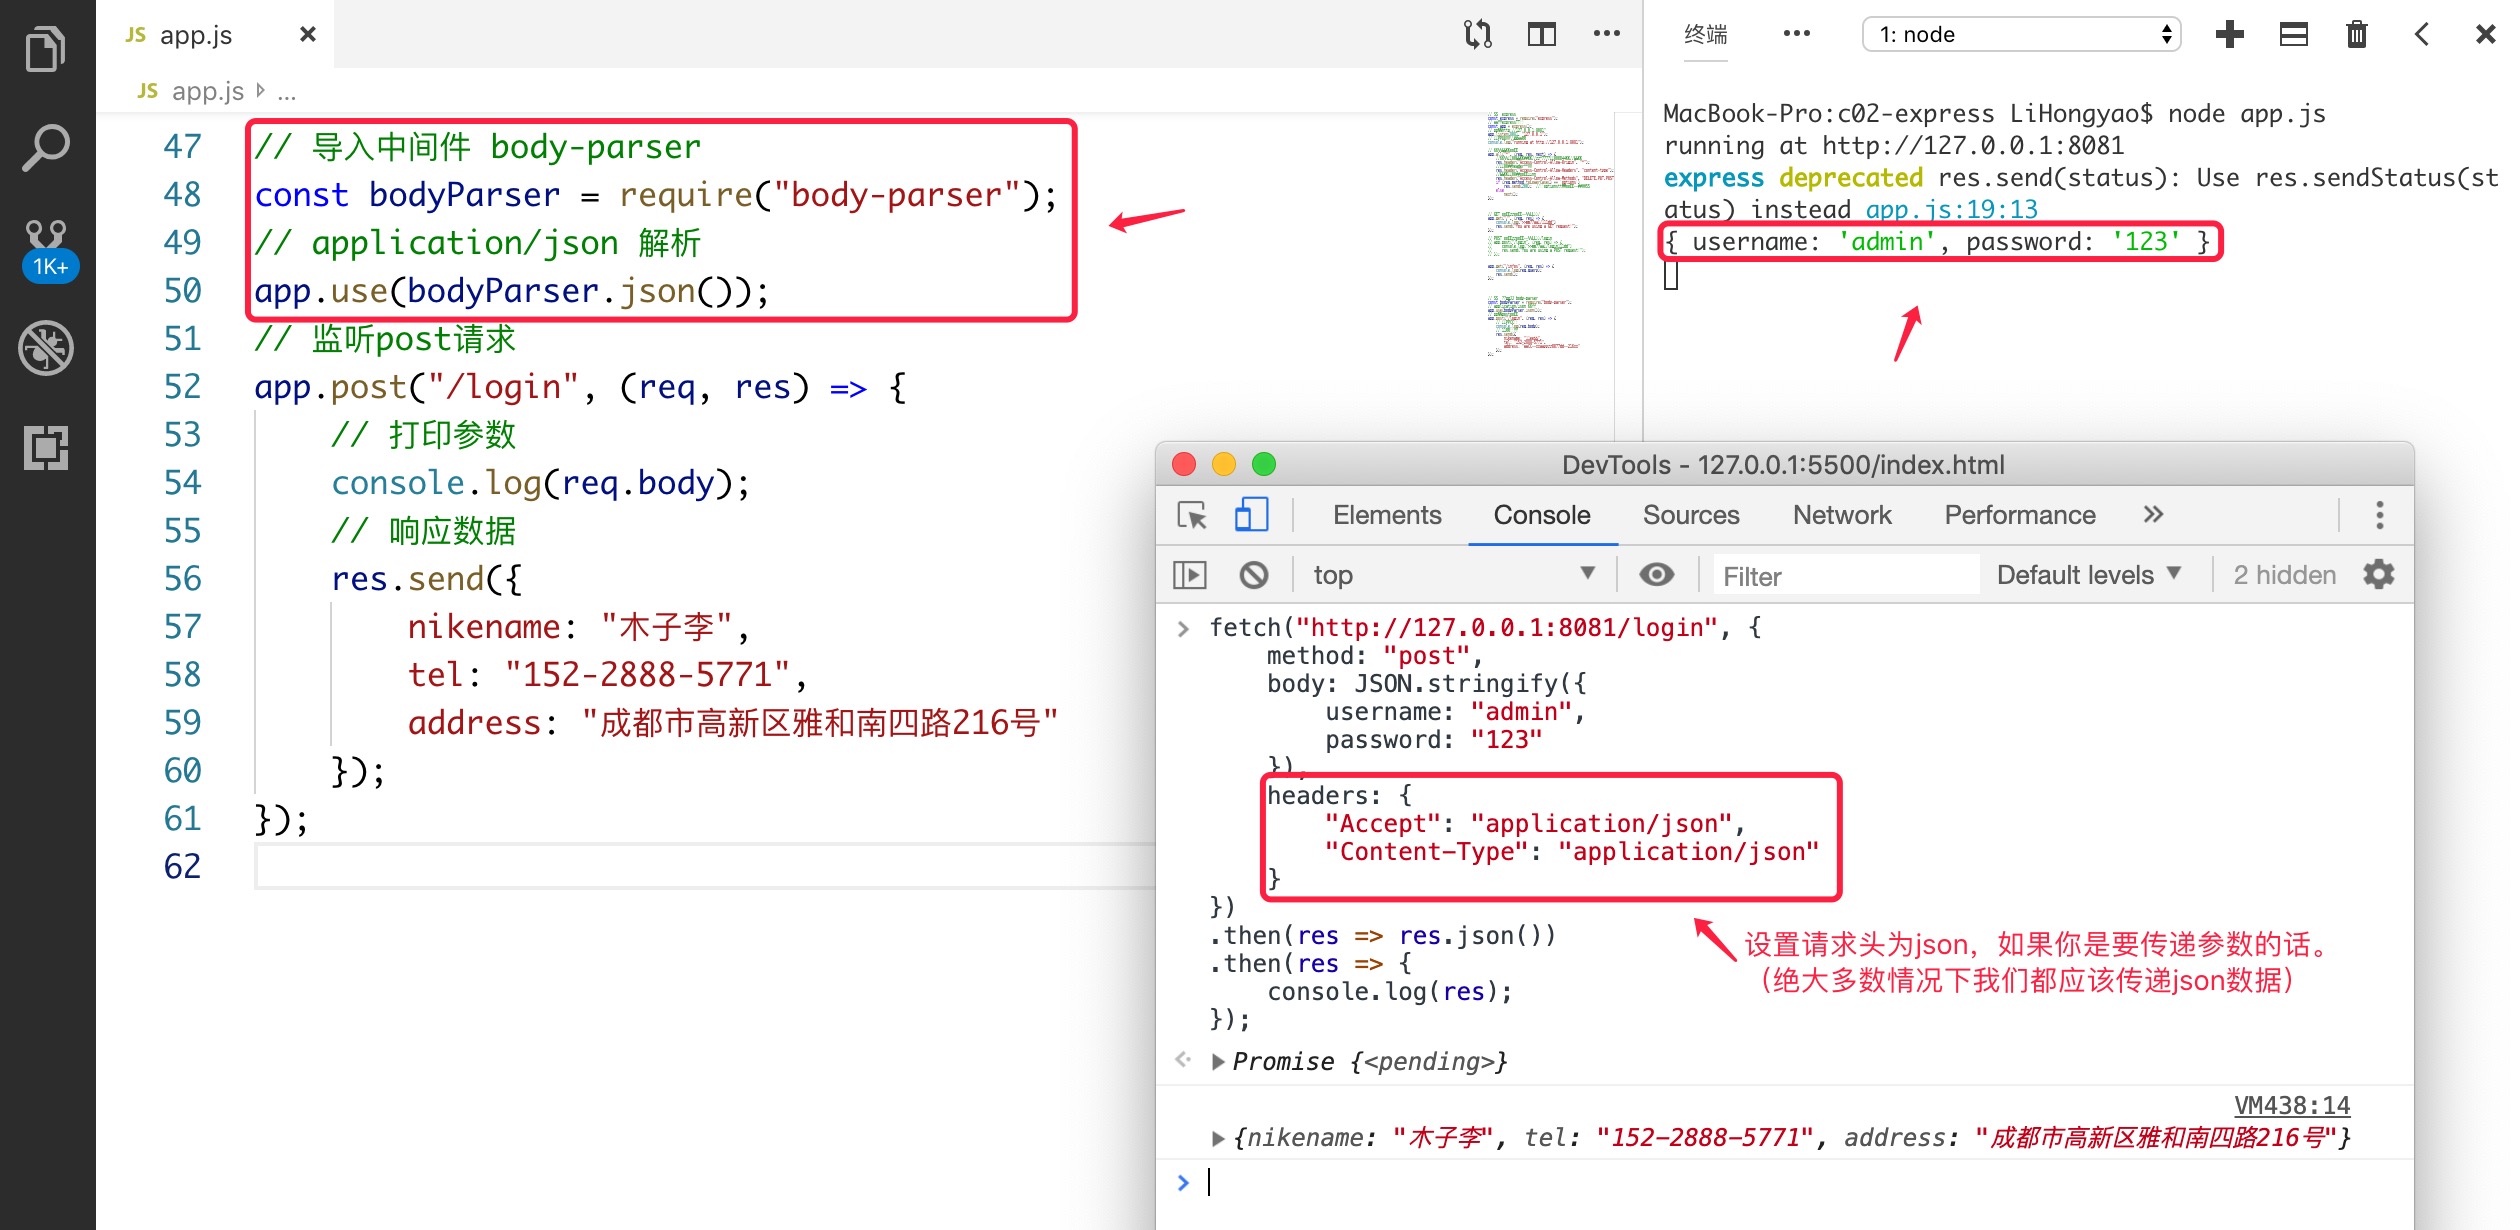 JS app.js
JS app.js ...
1K+
47 // 导入中间件 body-parser
48 const bodyParser = require("body-parser");
49 // application/json 解析
50 app.use(bodyParser.json());
51 // 监听post请求
52 app.post("/login", (req, res) => {
53 // 打印参数
54 console.log(req.body);
55 // 响应数据
56 res.send({
57 nikename: "木子李",
58 tel: "152-2888-5771",
59 address: "成都市高新区雅和南四路216号"
60 });
61 });
62
终端 1: node
MacBook-Pro:c02-express LiHongyao$ node app.js
running at http://127.0.0.1:8081
express deprecated res.send(status): Use res.sendStatus(st
atus) instead app.js:19:13
{ username: 'admin', password: '123' }
DevTools - 127.0.0.1:5500/index.html
Elements Console Sources Network Performance
top Filter Default levels 2 hidden
fetch("http://127.0.0.1:8081/login", {
method: "post",
body: JSON.stringify({
username: "admin",
password: "123"
}),
headers: {
"Accept": "application/json",
"Content-Type": "application/json"
}
})
.then(res => res.json())
.then(res => {
console.log(res);
});
设置请求头为json，如果你是要传递参数的话。
（绝大多数情况下我们都应该传递json数据）
Promise {<pending>}
VM438:14
{nikename: "木子李", tel: "152-2888-5771", address: "成都市高新区雅和南四路216号"}